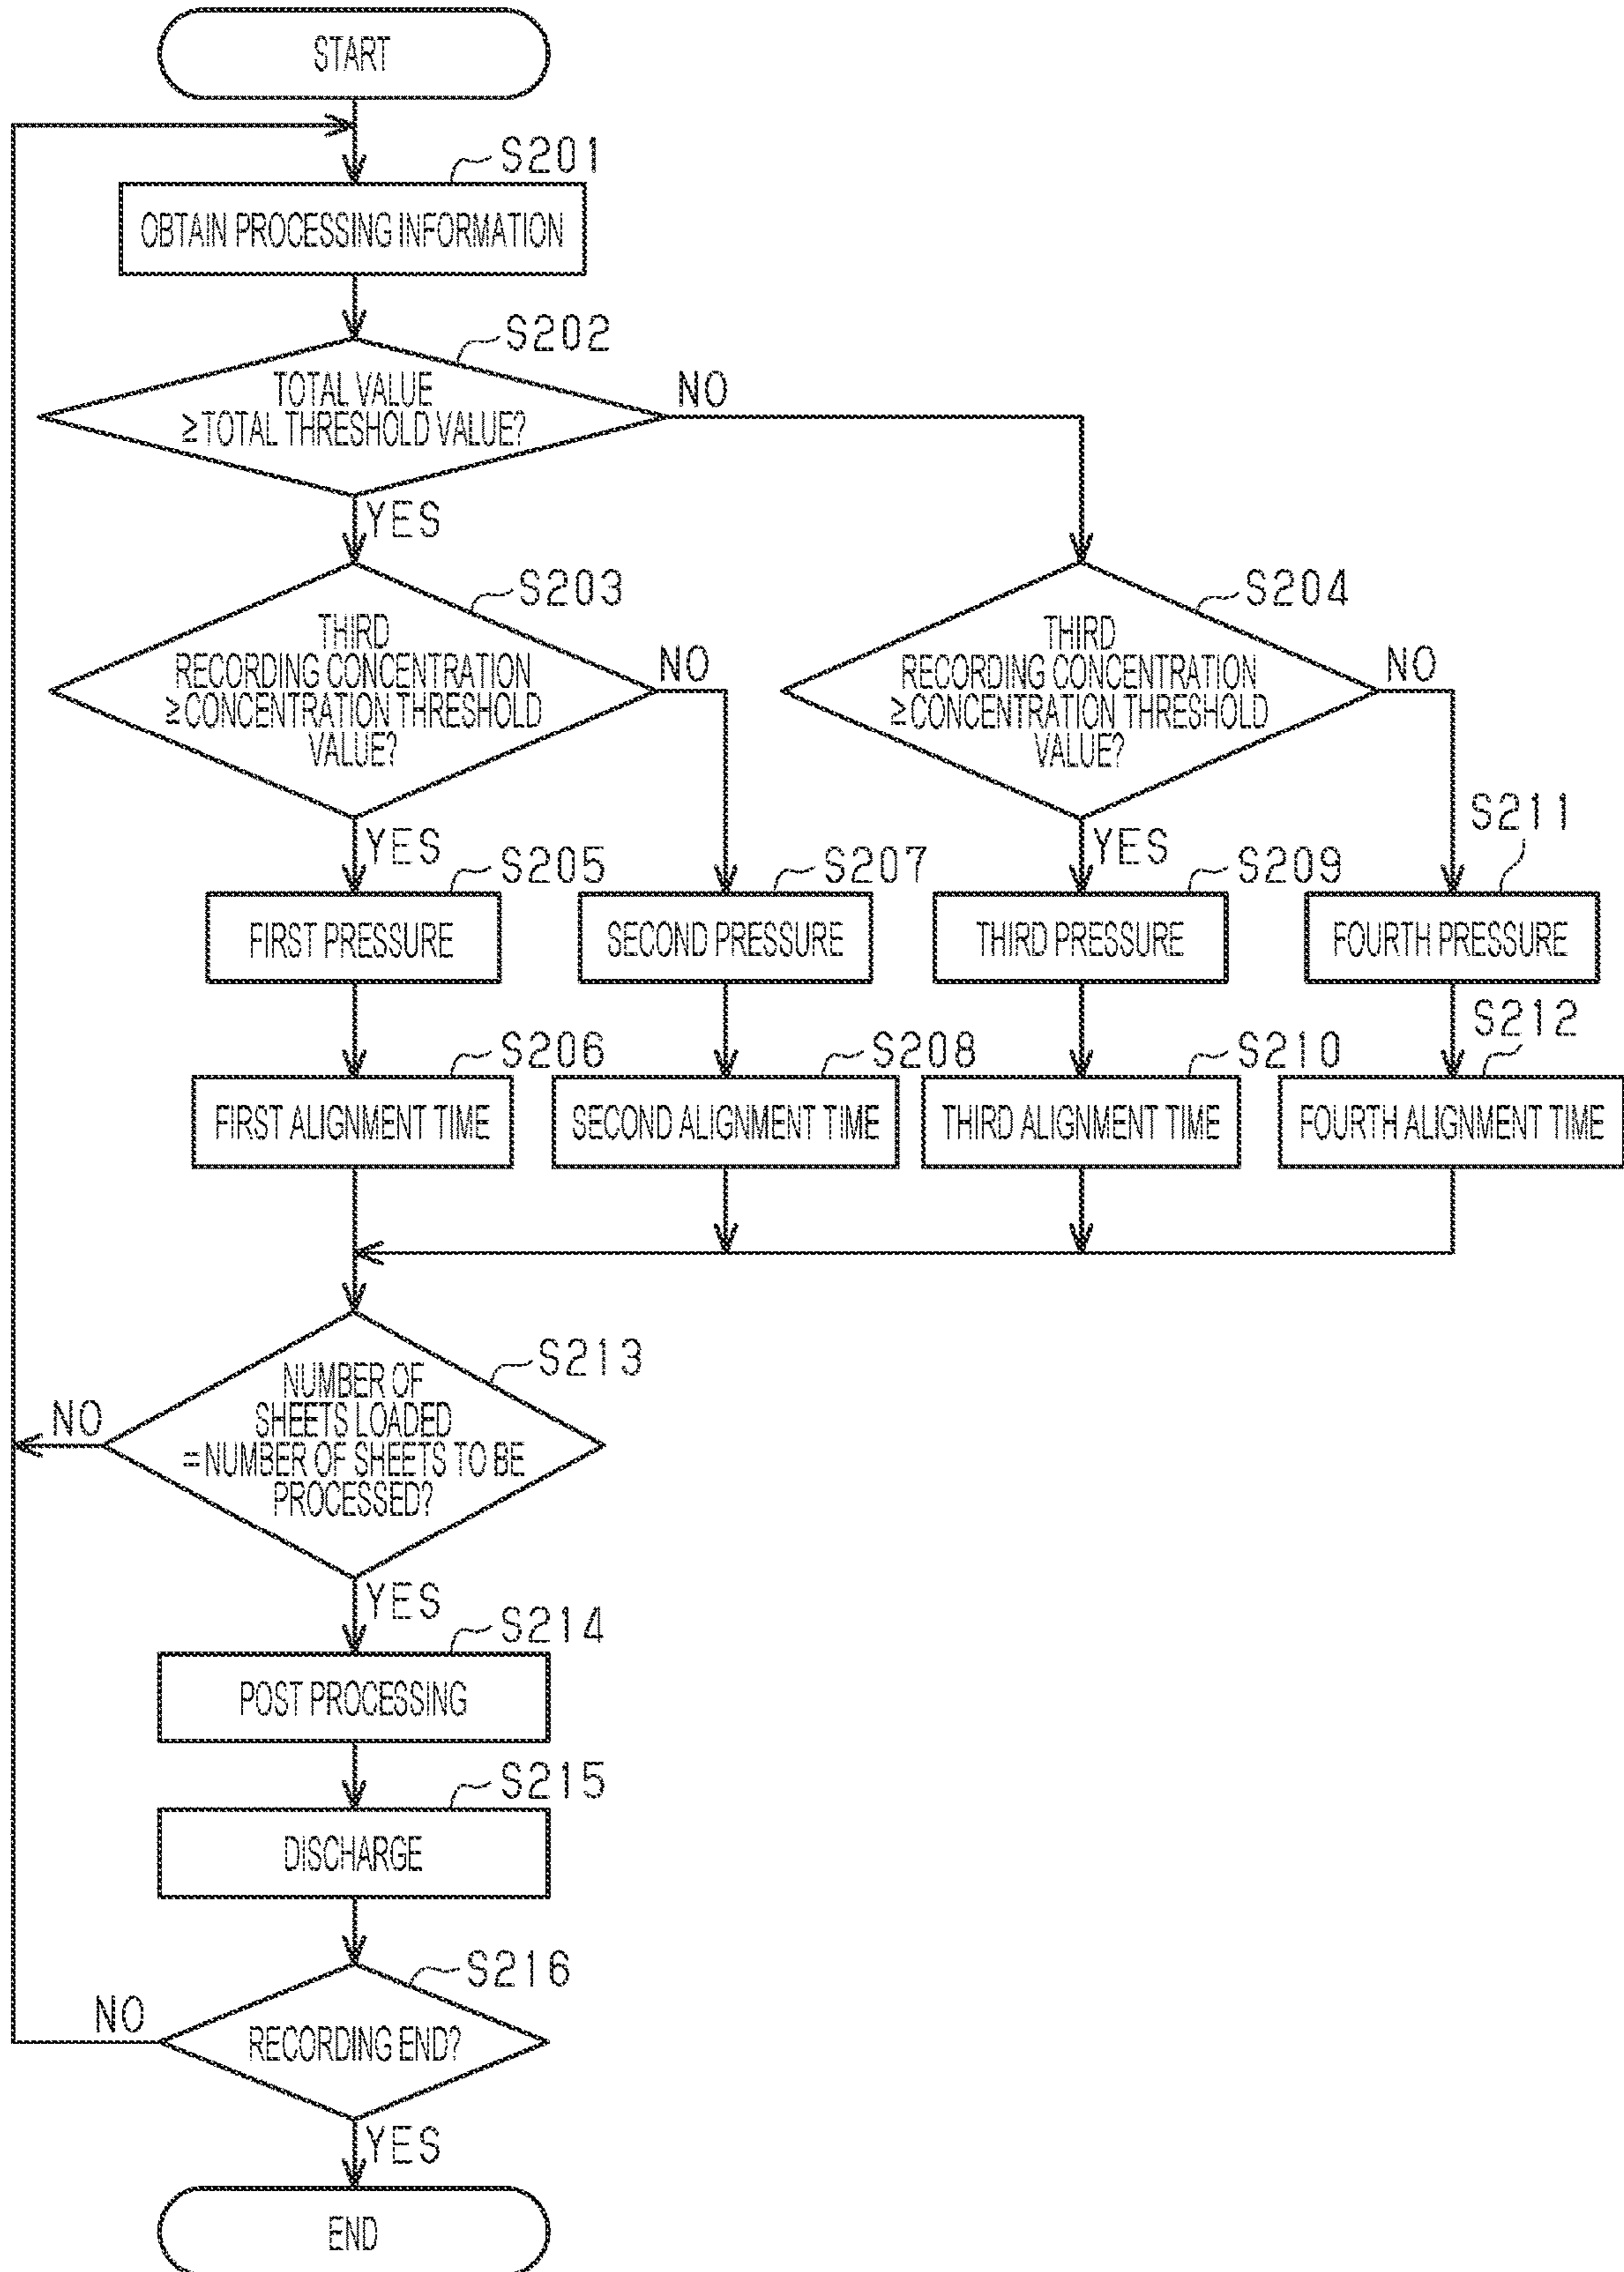 START
S201
OBTAIN PROCESSING INFORMATION
S202
TOTAL VALUE
≥TOTAL THRESHOLD VALUE?
NO
YES
S203
THIRD
RECORDING CONCENTRATION
≥CONCENTRATION THRESHOLD
VALUE?
NO
S204
THIRD
RECORDING CONCENTRATION
≥CONCENTRATION THRESHOLD
VALUE?
NO
YES
S205
FIRST PRESSURE
S207
SECOND PRESSURE
YES
S209
THIRD PRESSURE
S211
FOURTH PRESSURE
S206
FIRST ALIGNMENT TIME
S208
SECOND ALIGNMENT TIME
S210
THIRD ALIGNMENT TIME
S212
FOURTH ALIGNMENT TIME
S213
NUMBER OF
SHEETS LOADED
=NUMBER OF SHEETS TO BE
PROCESSED?
NO
YES
S214
POST PROCESSING
S215
DISCHARGE
S216
RECORDING END?
NO
YES
END